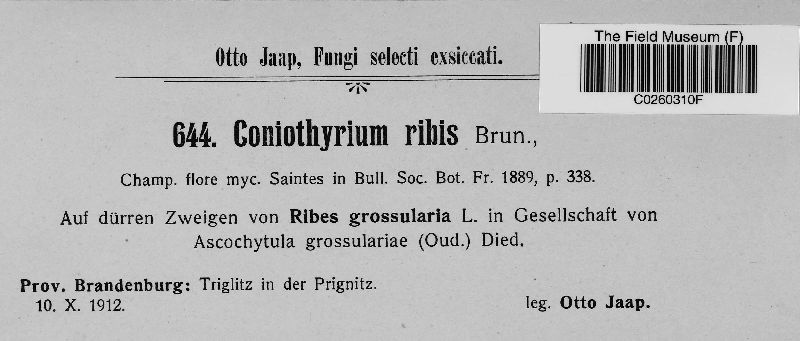 Otto Jaap, Fungi selecti exsiccati.
The Field Museum (F)
C0260310F
644. Coniothyrium ribis Brun.,
Champ. flore myc. Saintes in Bull. Soc. Bot. Fr. 1889, p. 338.
Auf dürren Zweigen von Ribes grossularia L. in Gesellschaft von
Ascochytula grossulariae (Oud.) Died.
Prov. Brandenburg: Triglitz in der Prignitz.
10. X. 1912.
leg. Otto Jaap.